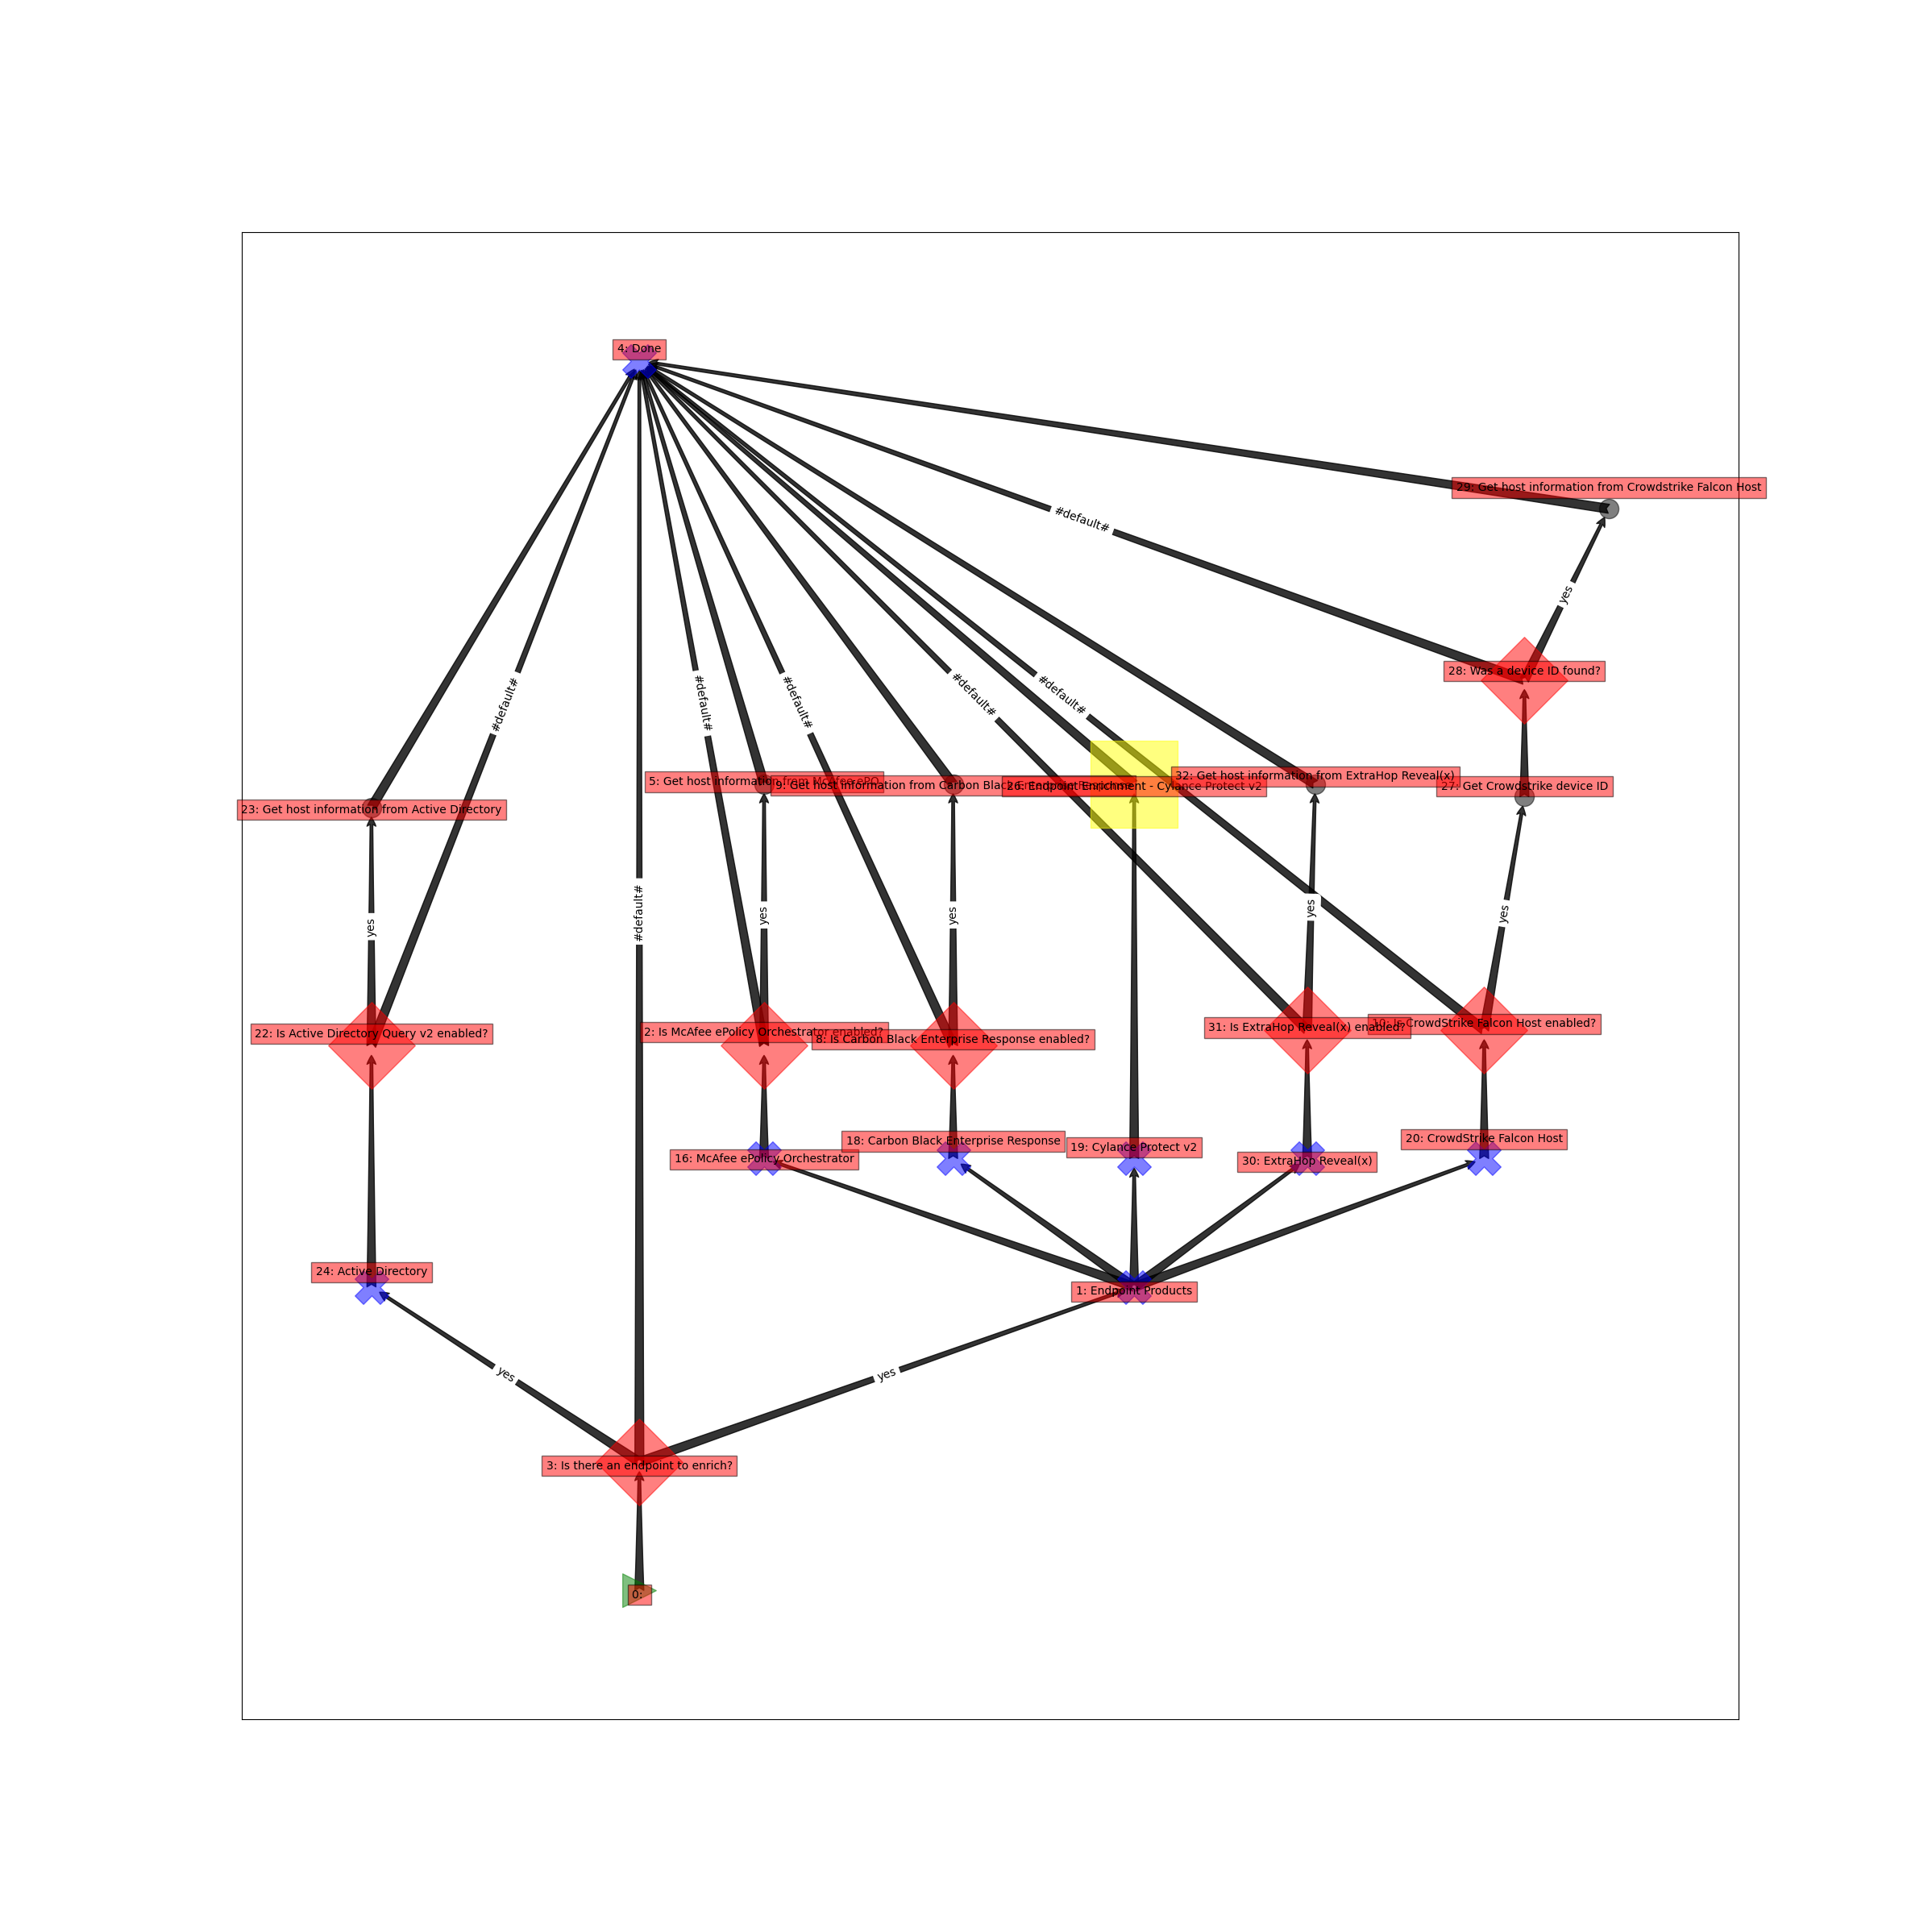 4: Done
29: Get host information from Crowdstrike Falcon Host
#default#
yes
28: Was a device ID found?
#default#
#default#
#default#
#default#
#default#
5: Get host information from McAfee ePO
9: Get host information from Carbon Black Enterprise Response
26: Endpoint Enrichment - Cylance Protect v2
32: Get host information from ExtraHop Reveal(x)
27: Get Crowdstrike device ID
23: Get host information from Active Directory
yes
#default#
yes
yes
yes
yes
22: Is Active Directory Query v2 enabled?
2: Is McAfee ePolicy Orchestrator enabled?
8: Is Carbon Black Enterprise Response enabled?
31: Is ExtraHop Reveal(x) enabled?
10: Is CrowdStrike Falcon Host enabled?
16: McAfee ePolicy Orchestrator
18: Carbon Black Enterprise Response
19: Cylance Protect v2
30: ExtraHop Reveal(x)
20: CrowdStrike Falcon Host
24: Active Directory
1: Endpoint Products
yes
yes
3: Is there an endpoint to enrich?
0: